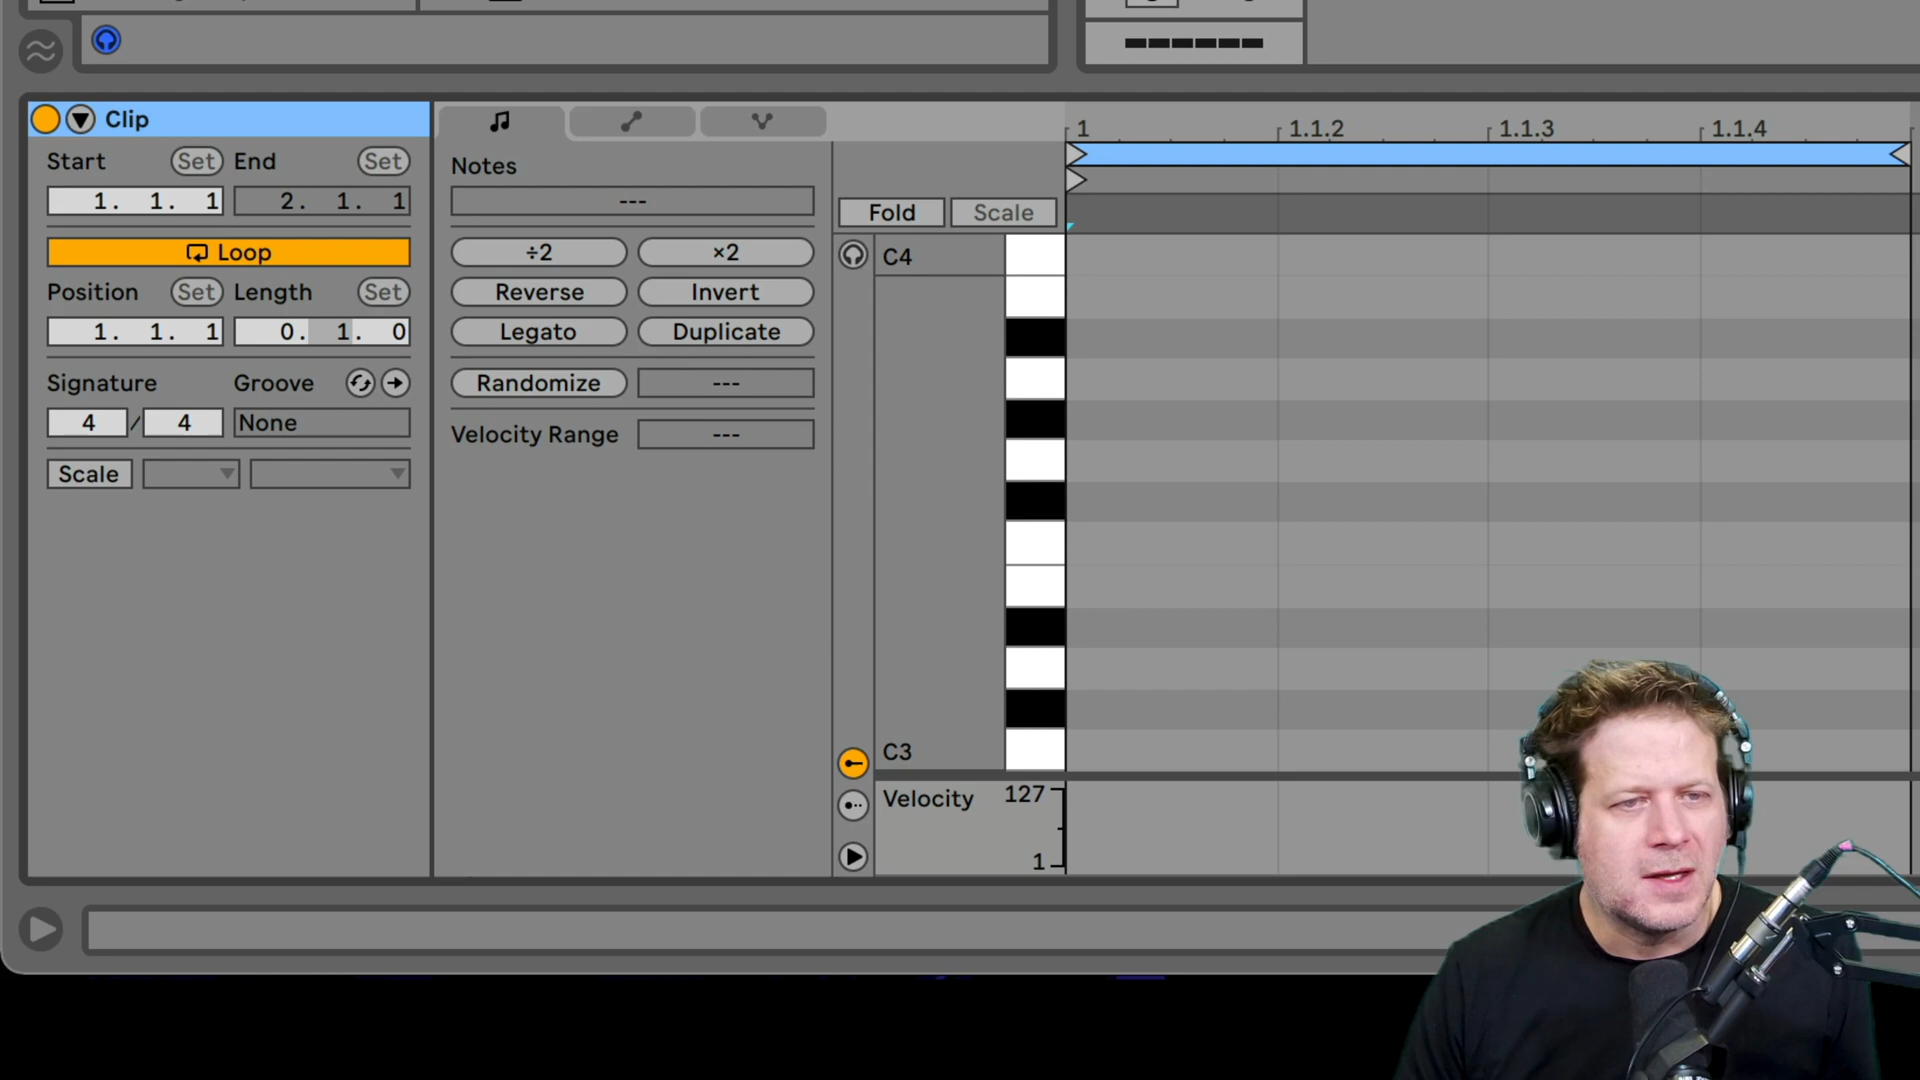 Clip
Start Set End Set
1. 1. 1 2. 1. 1
Loop
Position Set Length Set
1. 1. 1 0. 1. 0
Signature Groove
4 / 4 None
Scale
Notes
---
÷2 ×2
Reverse Invert
Legato Duplicate
Randomize ---
Velocity Range ---
1 1.1.2 1.1.3 1.1.4
Fold Scale
C4
C3
Velocity 127
1